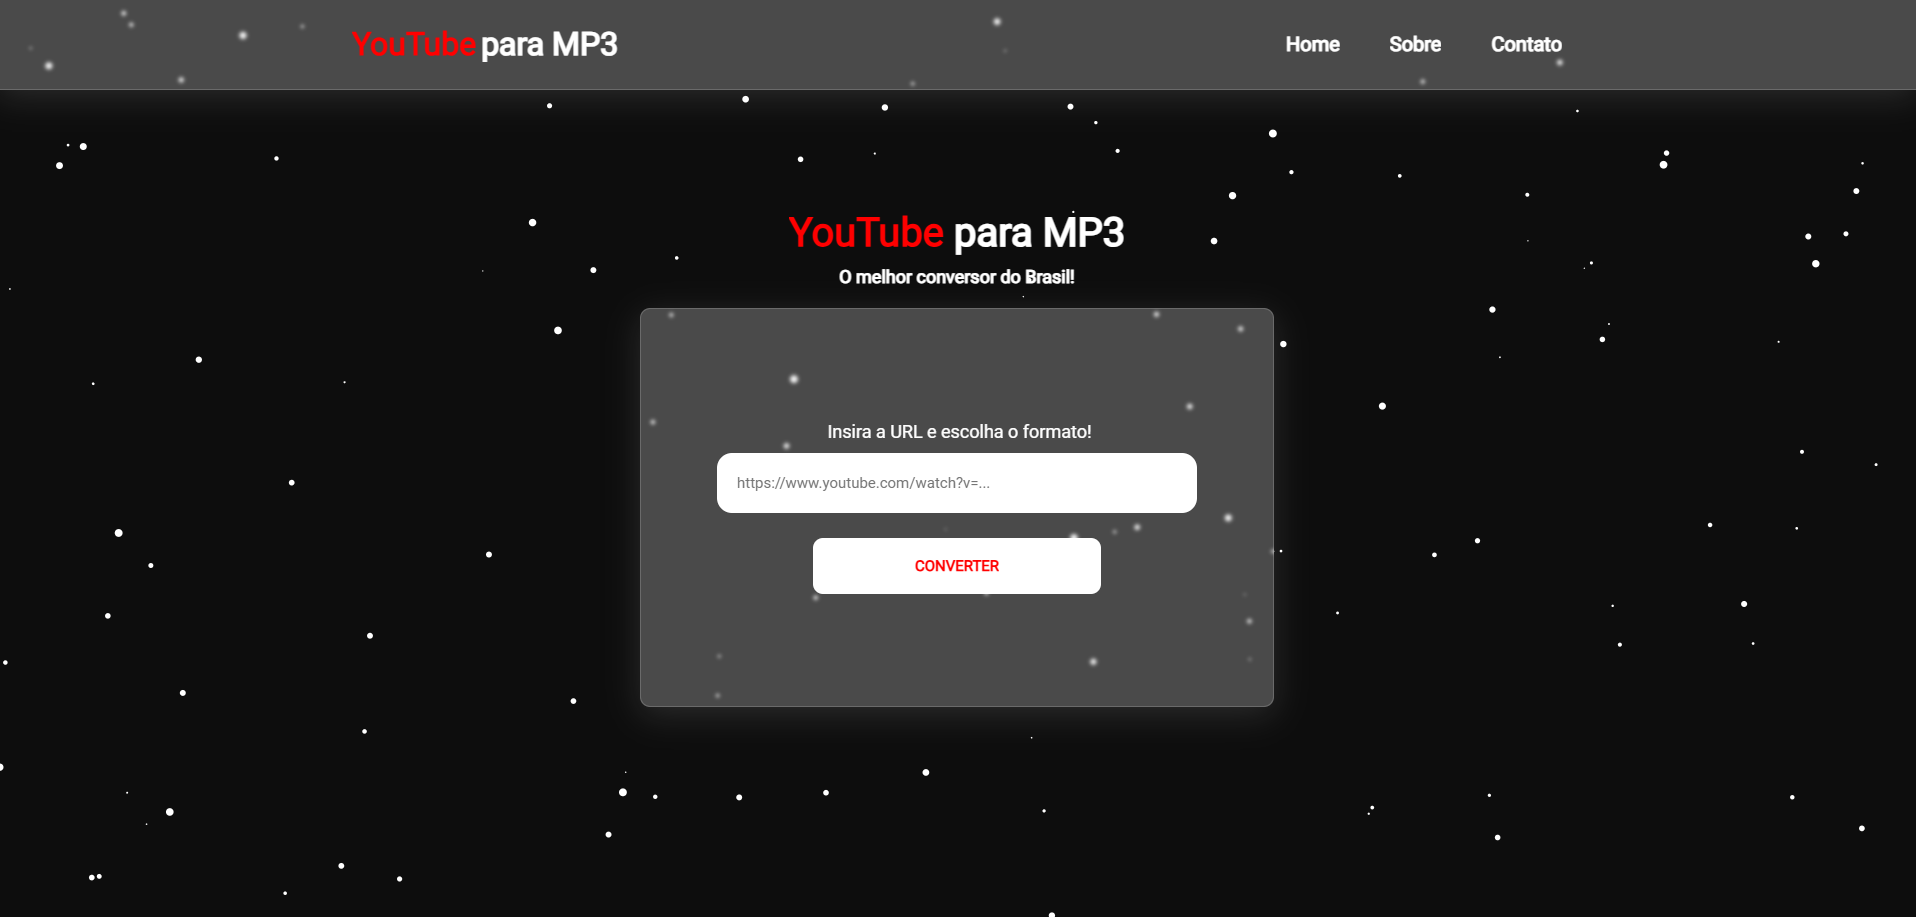 YouTube para MP3
Home Sobre Contato
YouTube para MP3
O melhor conversor do Brasil!
Insira a URL e escolha o formato!
https://www.youtube.com/watch?v=...
CONVERTER